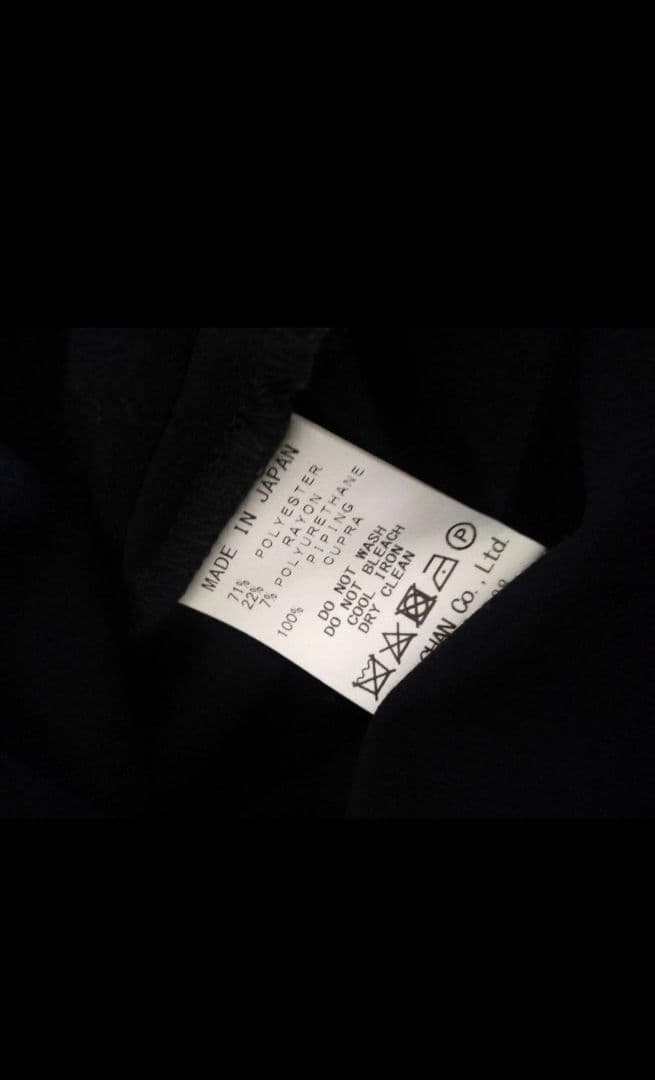 MADE IN JAPAN
71% POLYESTER
22% RAYON
7% POLYURETHANE
PIPING
100% CUPRA
DO NOT WASH
DO NOT BLEACH
COOL IRON
DRY CLEAN
P
Co., Ltd.